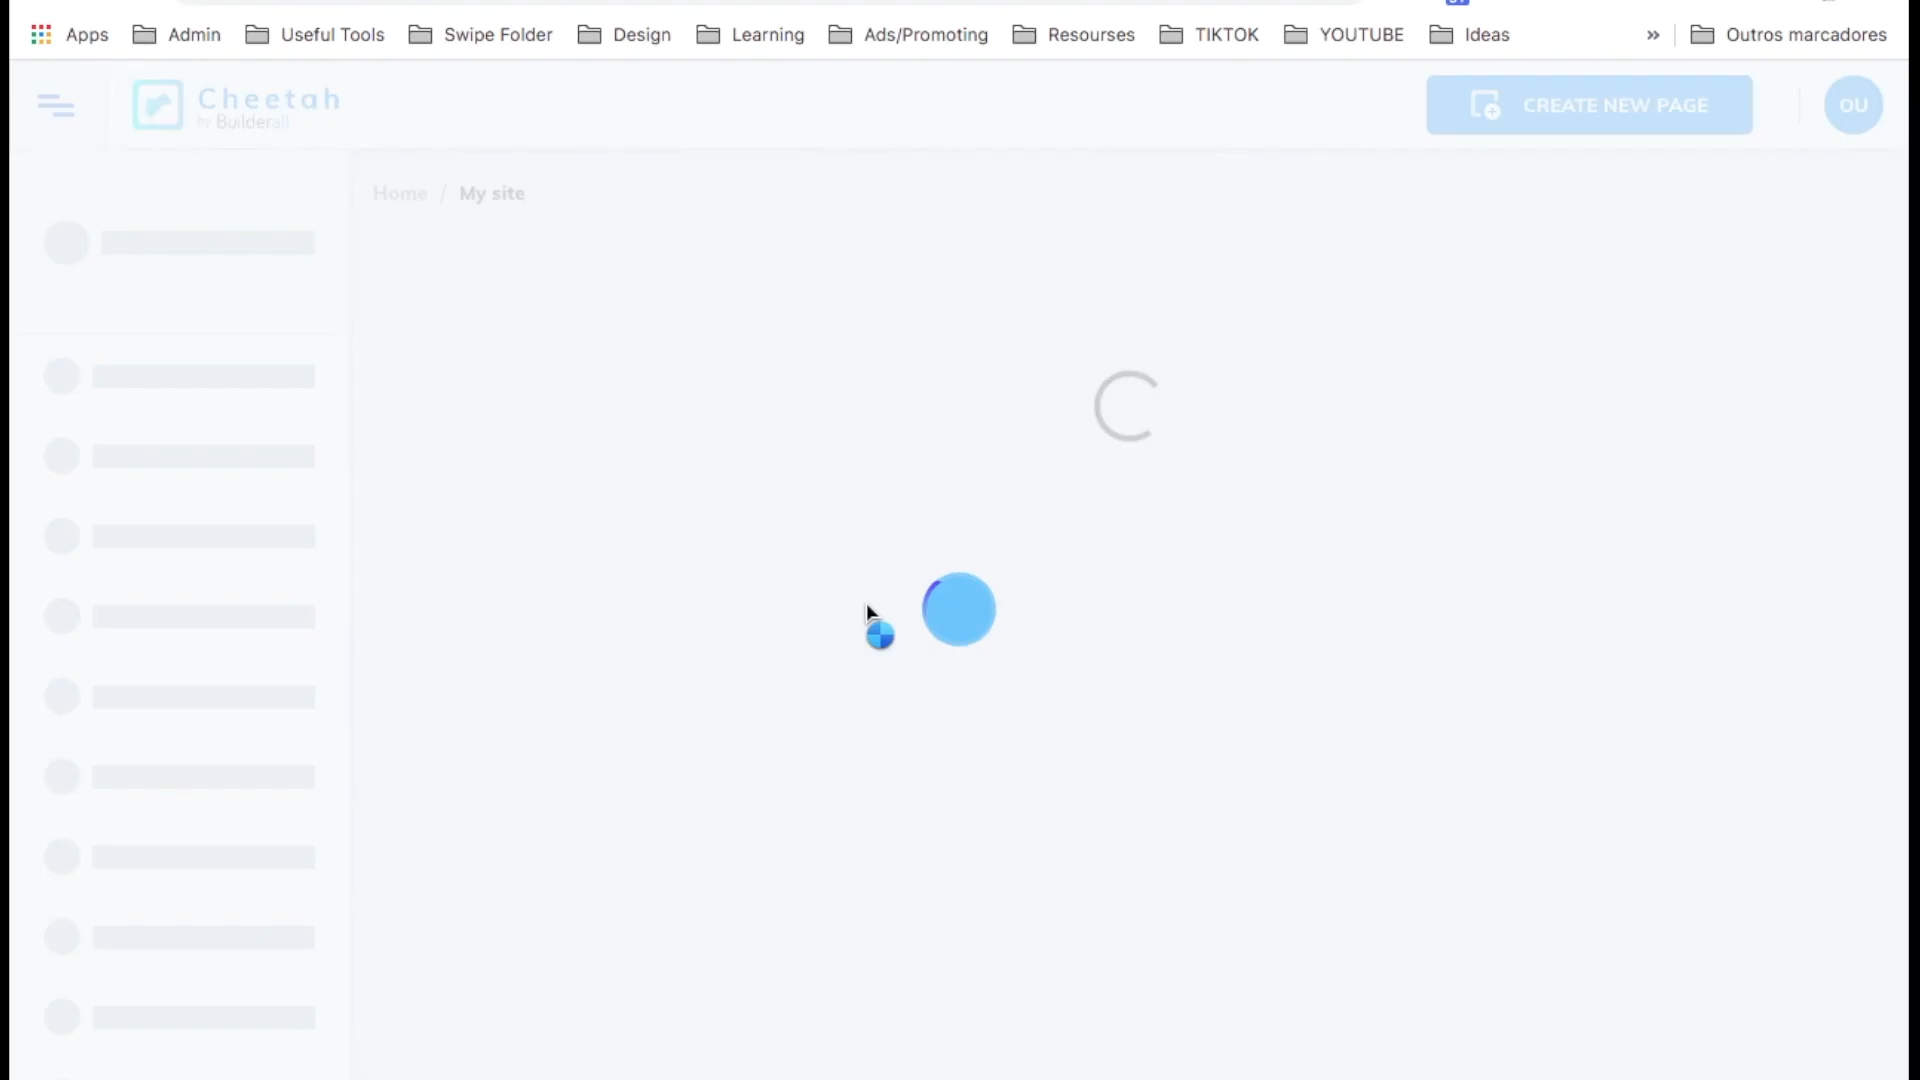 Apps Admin Useful Tools Swipe Folder Design Learning Ads/Promoting Resourses TIKTOK YOUTUBE Ideas » Outros marcadores
Cheetah
by Builderall
CREATE NEW PAGE
OU
Home / My site